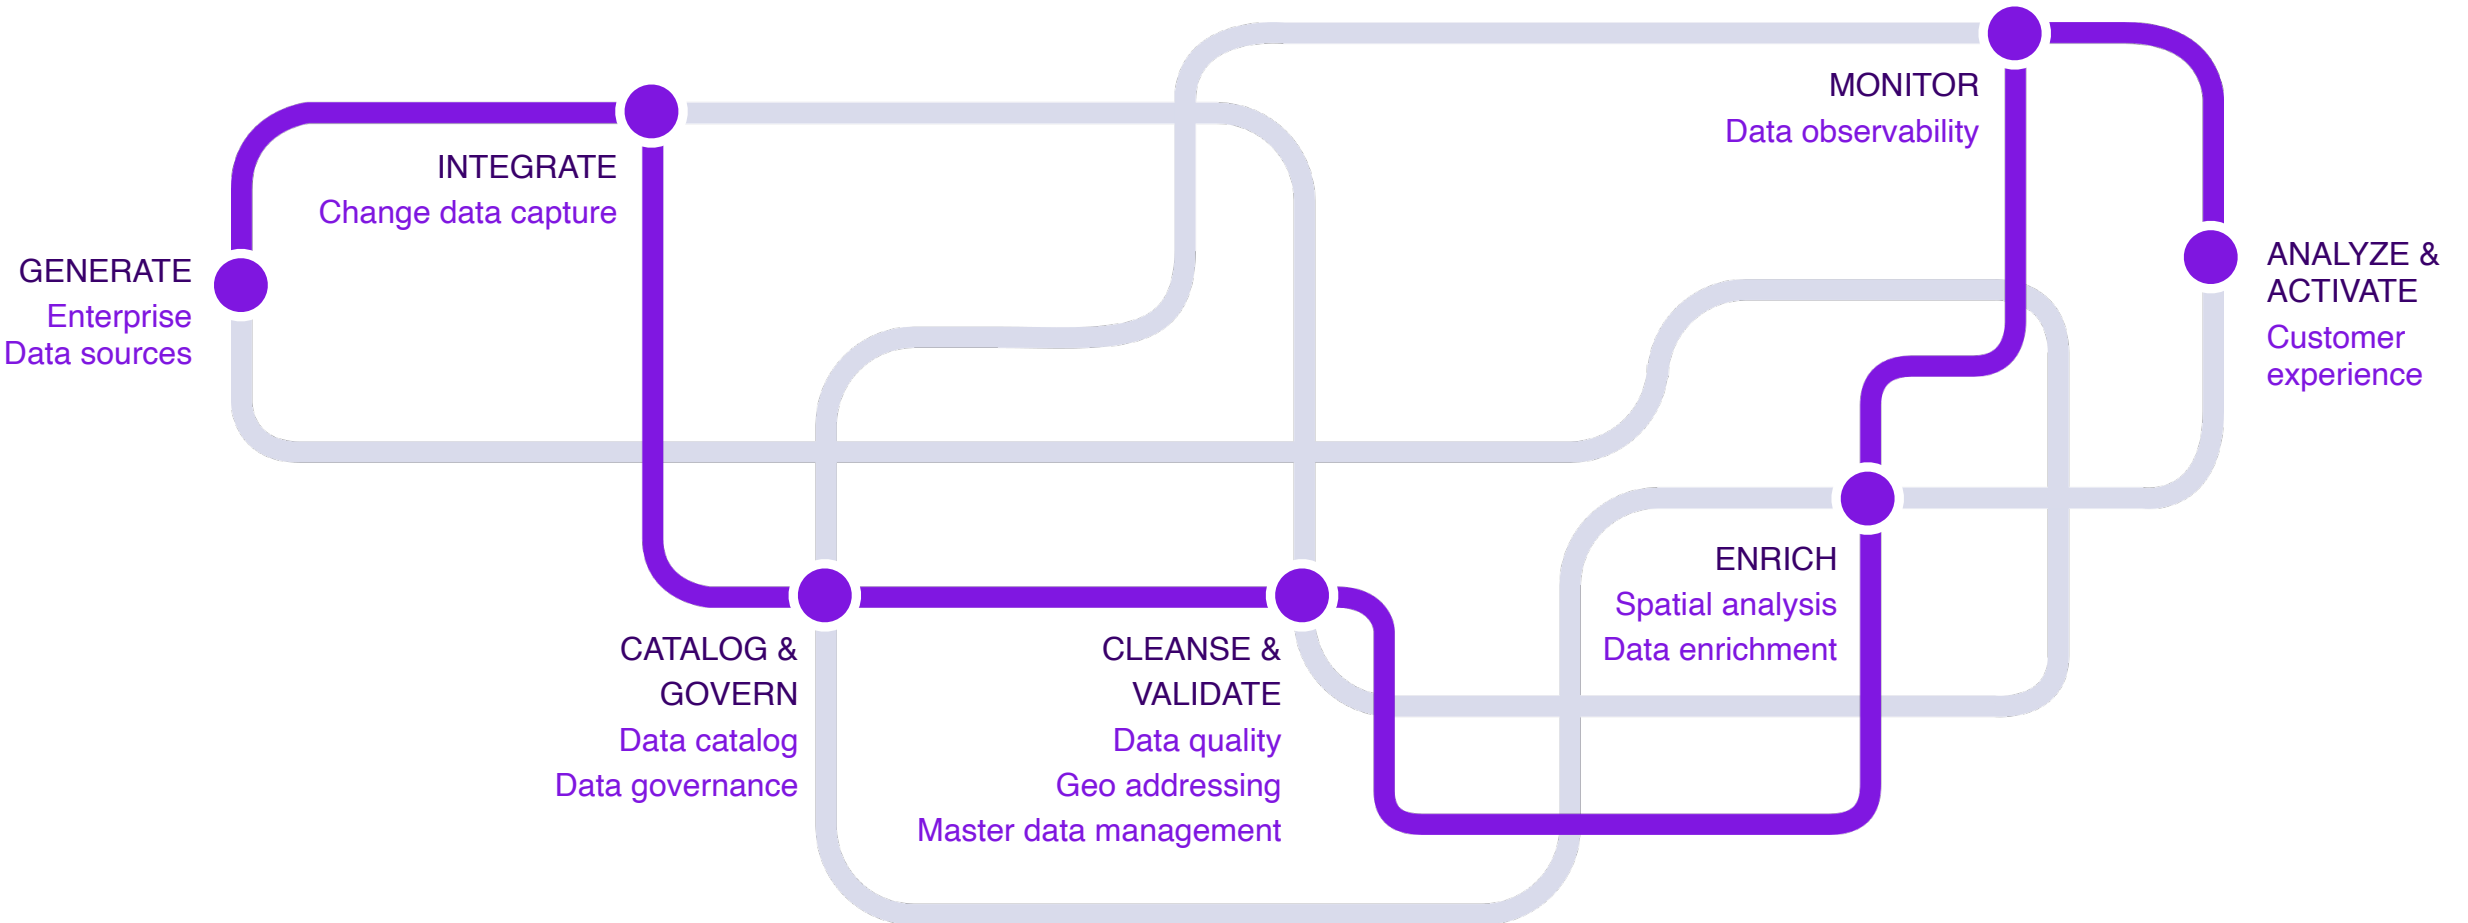 GENERATE
Enterprise
Data sources
INTEGRATE
Change data capture
CATALOG &
GOVERN
Data catalog
Data governance
CLEANSE &
VALIDATE
Data quality
Geo addressing
Master data management
ENRICH
Spatial analysis
Data enrichment
MONITOR
Data observability
ANALYZE &
ACTIVATE
Customer
experience